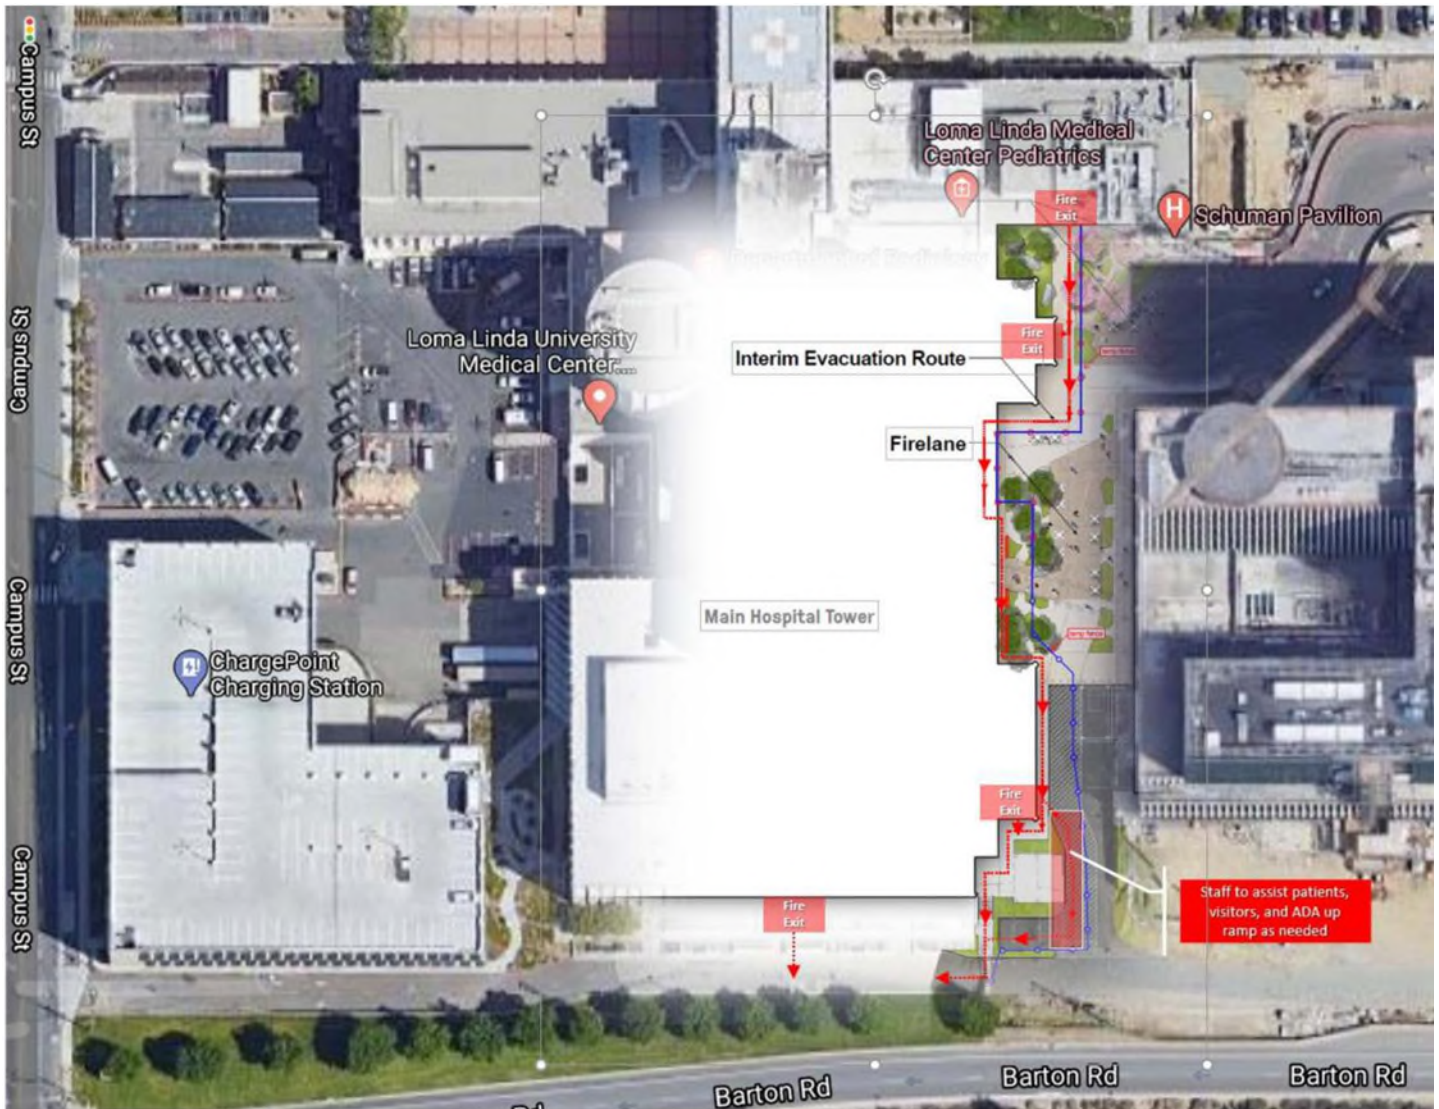 Campus St
Loma Linda Medical
Center Pediatrics
Fire
Exit
Schuman Pavilion
Campus St
Loma Linda University
Medical Center...
Fire
Exit
Interim Evacuation Route
Firelane
Campus St
Main Hospital Tower
ChargePoint
Charging Station
Fire
Exit
Campus St
Fire
Exit
Staff to assist patients,
visitors, and ADA up
ramp as needed
Barton Rd
Barton Rd
Barton Rd